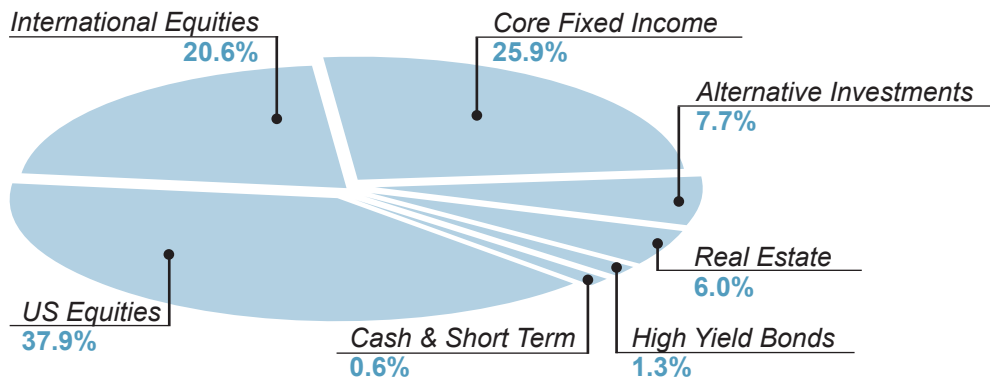 International Equities
20.6%
Core Fixed Income
25.9%
Alternative Investments
7.7%
Real Estate
6.0%
High Yield Bonds
1.3%
Cash & Short Term
0.6%
US Equities
37.9%